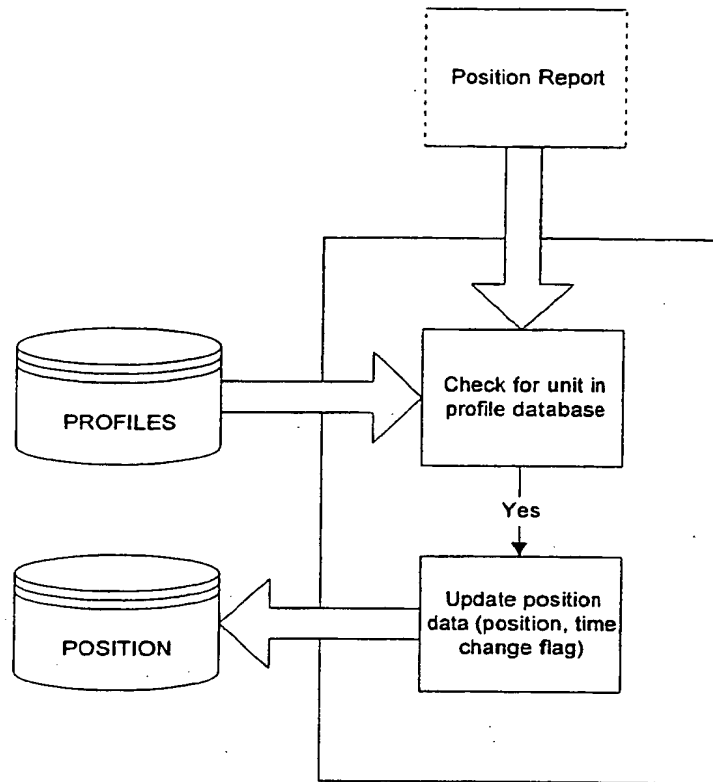 Position Report
Check for unit in
profile database
PROFILES
Yes
Update position
data (position, time
change flag)
POSITION